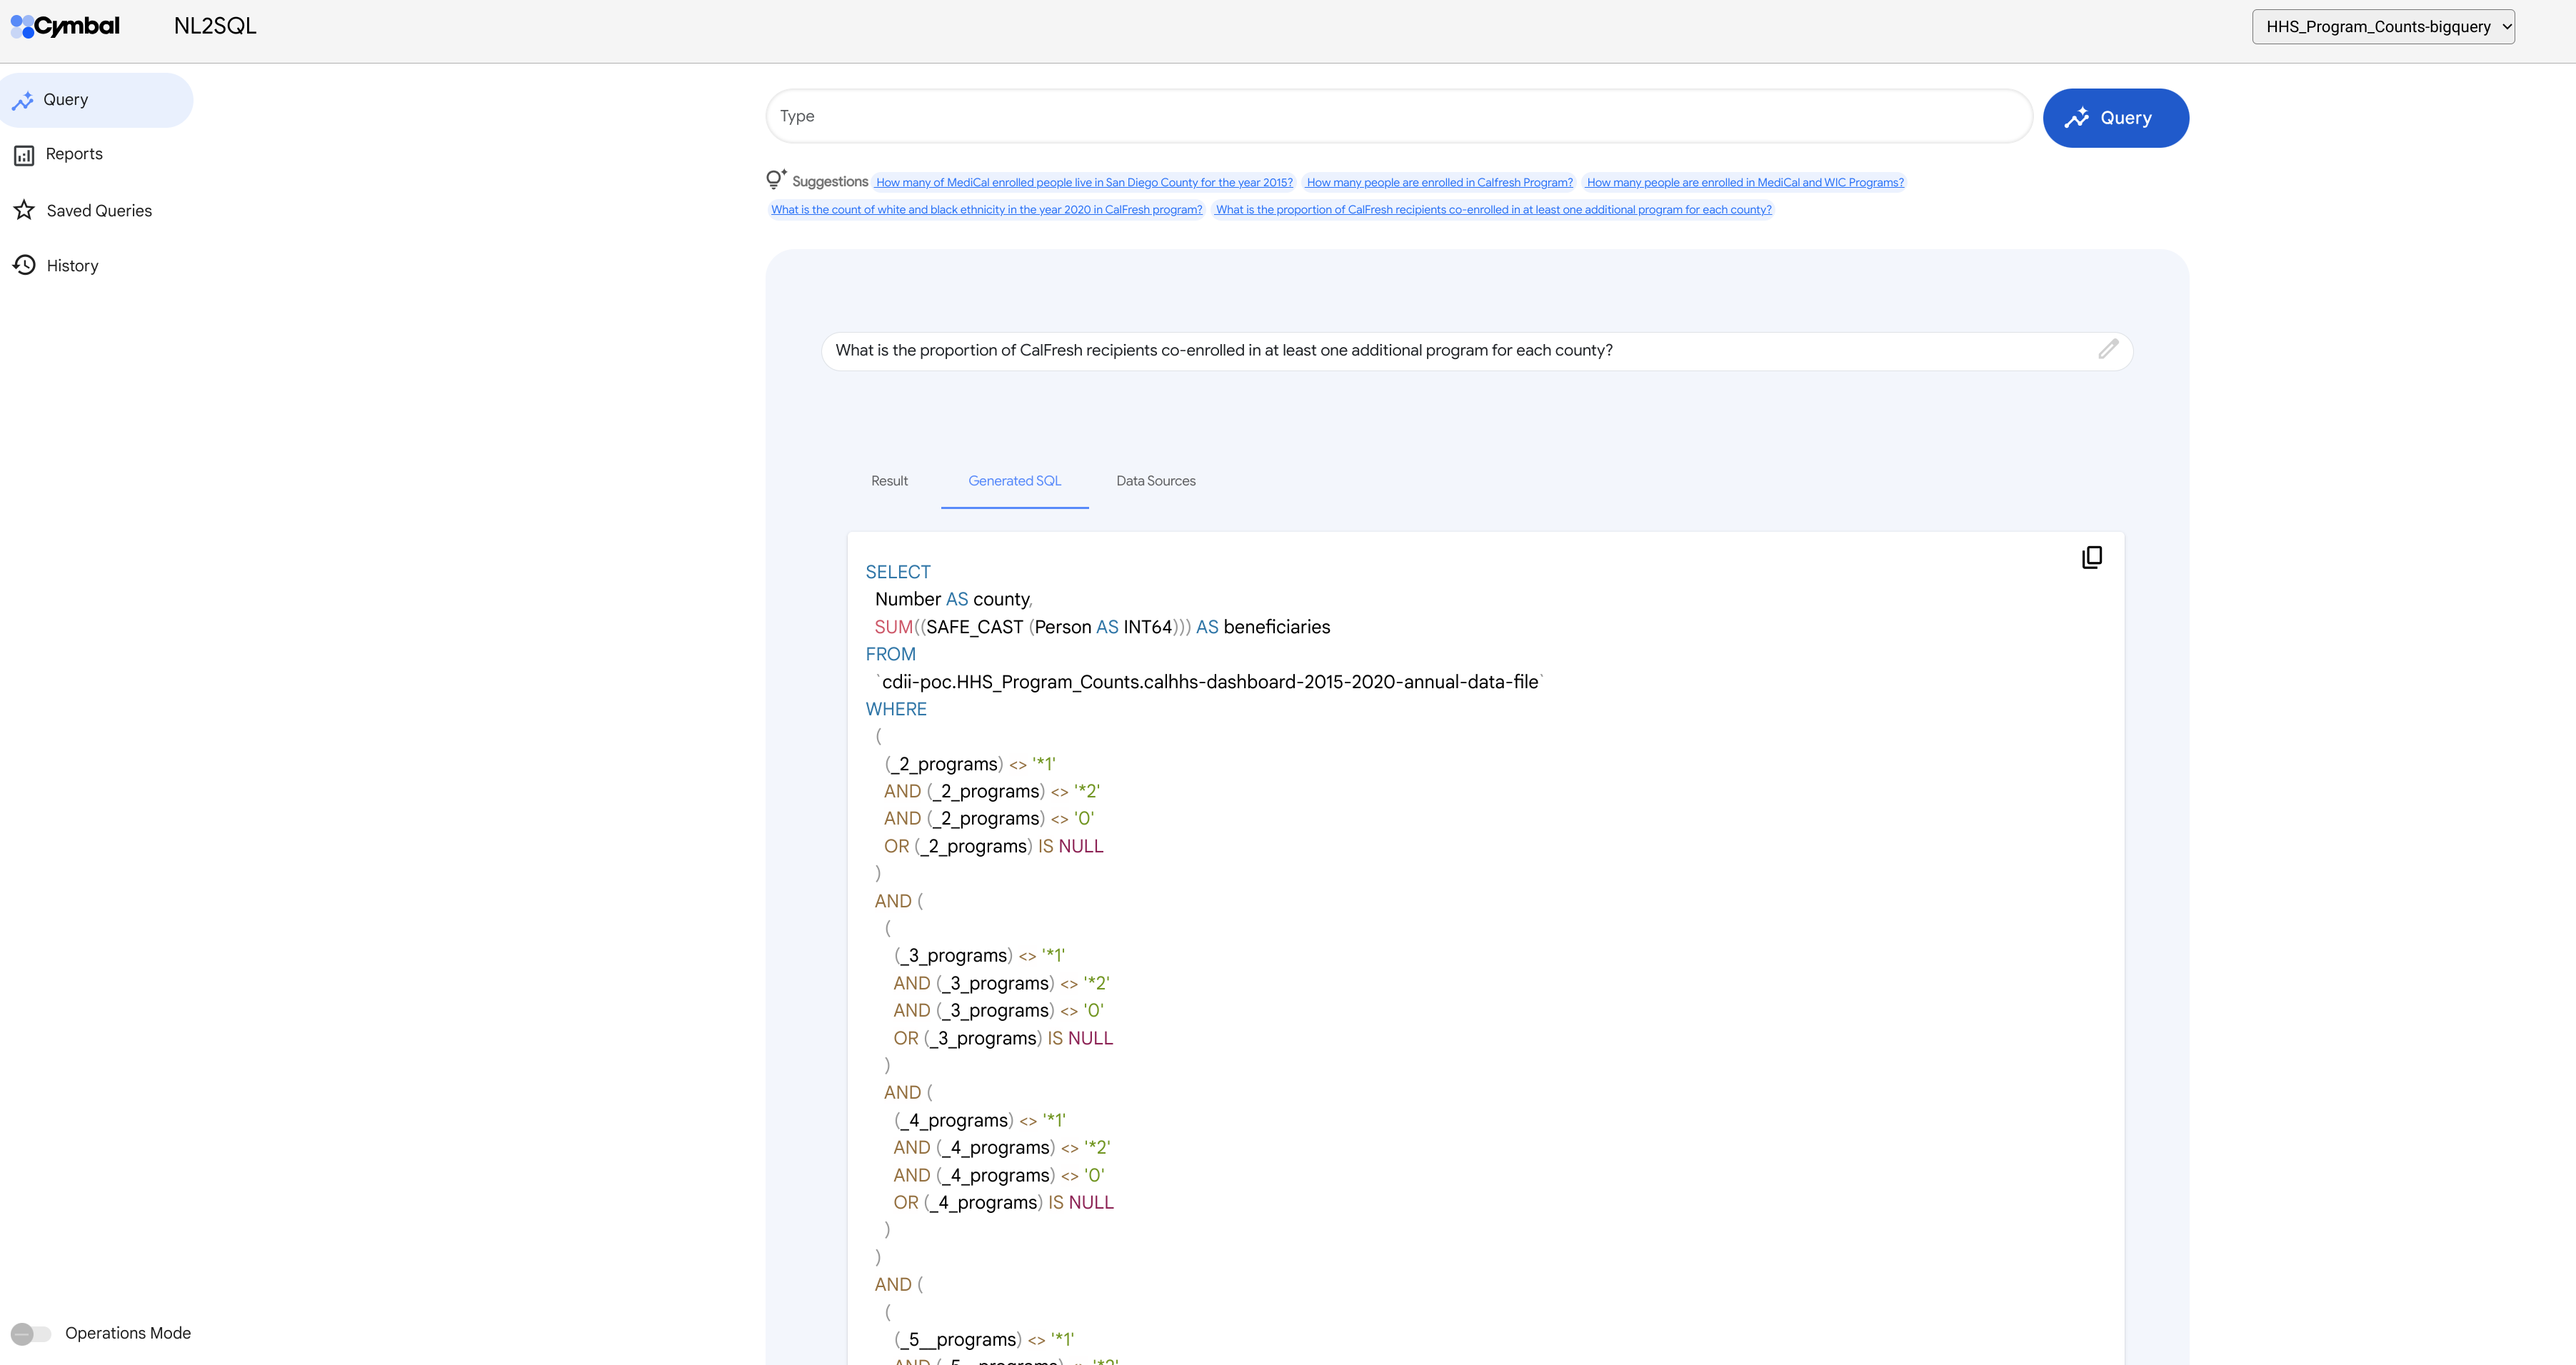 Cymbal NL2SQL HHS_Program_Counts-bigquery
Query
Reports
Saved Queries
History
Type
Query
Suggestions How many of MediCal enrolled people live in San Diego County for the year 2015? How many people are enrolled in Calfresh Program? How many people are enrolled in MediCal and WIC Programs?
What is the count of white and black ethnicity in the year 2020 in CalFresh program? What is the proportion of CalFresh recipients co-enrolled in at least one additional program for each county?
What is the proportion of CalFresh recipients co-enrolled in at least one additional program for each county?
Result Generated SQL Data Sources
SELECT
Number AS county,
SUM((SAFE_CAST (Person AS INT64))) AS beneficiaries
FROM
`cdii-poc.HHS_Program_Counts.calhhs-dashboard-2015-2020-annual-data-file`
WHERE
(
(_2_programs) <> '*1'
AND (_2_programs) <> '*2'
AND (_2_programs) <> '0'
OR (_2_programs) IS NULL
)
AND (
(
(_3_programs) <> '*1'
AND (_3_programs) <> '*2'
AND (_3_programs) <> '0'
OR (_3_programs) IS NULL
)
AND (
(_4_programs) <> '*1'
AND (_4_programs) <> '*2'
AND (_4_programs) <> '0'
OR (_4_programs) IS NULL
)
)
AND (
(
(_5__programs) <> '*1'
AND (_5__programs) <> '*2'
Operations Mode